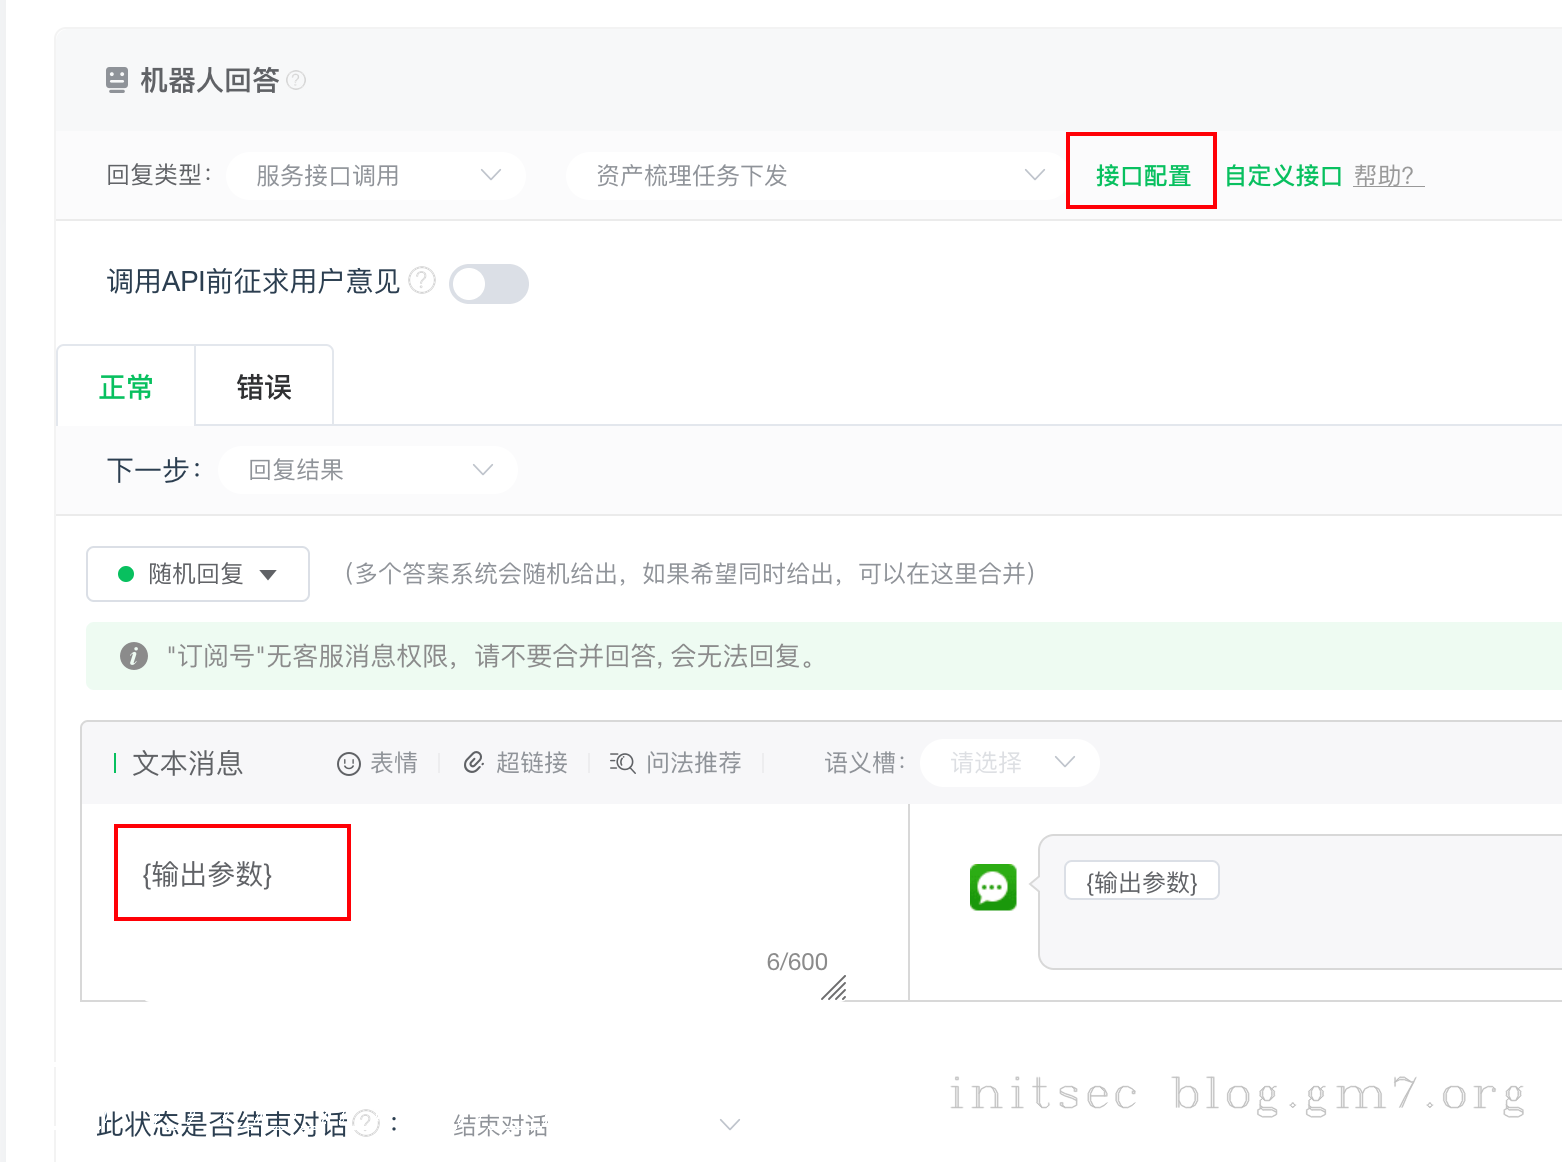 机器人回答 ?
回复类型： 服务接口调用 资产梳理任务下发 接口配置 自定义接口 帮助？
调用API前征求用户意见 ?
正常 错误
下一步： 回复结果
随机回复 （多个答案系统会随机给出，如果希望同时给出，可以在这里合并）
"订阅号"无客服消息权限，请不要合并回答, 会无法回复。
文本消息 表情 超链接 问法推荐 语义槽： 请选择
{输出参数} {输出参数}
6/600
initsec blog.gm7.org
此状态是否结束对话 ? ： 结束对话